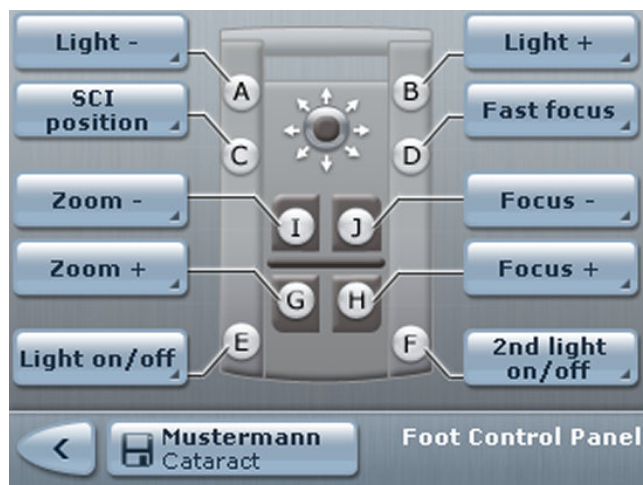 Light -
Light +
A
B
SCI
position
Fast focus
C
D
Zoom -
Focus -
I
J
Zoom +
Focus +
G
H
E
F
Light on/off
2nd light
on/off
<
Mustermann
Cataract
Foot Control Panel